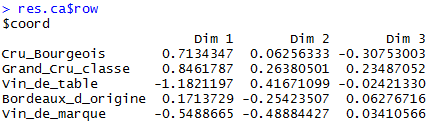 > res.ca$row
$coord
Dim 1 Dim 2 Dim 3
Cru_Bourgeois 0.7134347 0.06256333 -0.30753003
Grand_Cru_classe 0.8461787 0.26380501 0.23487052
Vin_de_table -1.1821197 0.41671099 -0.02421330
Bordeaux_d_origine 0.1713729 -0.25423507 0.06276716
Vin_de_marque -0.5488665 -0.48884427 0.03410566